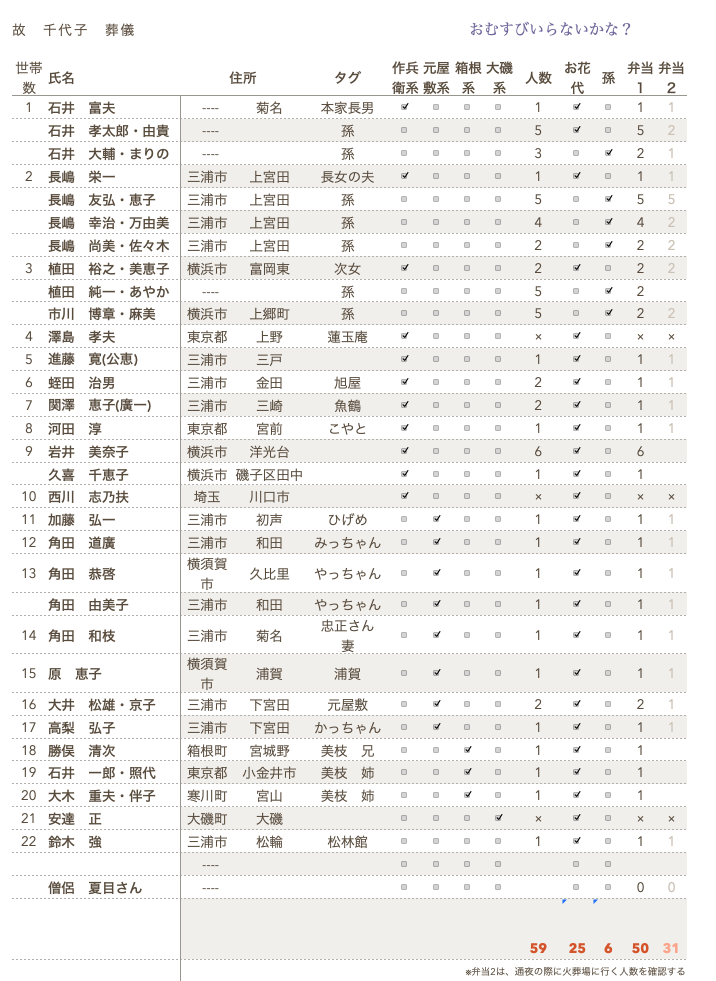 故　千代子　葬儀　おむすびいらないかな？
世帯数 氏名 住所 タグ 作兵衛系 元屋敷系 箱根系 大磯系 人数 お花代 孫 弁当1 弁当2
1 石井　富夫 ---- 菊名 本家長男 1 1 1
石井　孝太郎・由貴 ---- 孫 5 5 2
石井　大輔・まりの ---- 孫 3 2 1
2 長嶋　栄一 三浦市 上宮田 長女の夫 1 1 1
長嶋　友弘・恵子 三浦市 上宮田 孫 5 5 5
長嶋　幸治・万由美 三浦市 上宮田 孫 4 4 2
長嶋　尚美・佐々木 三浦市 上宮田 孫 2 2 2
3 植田　裕之・美恵子 横浜市 富岡東 次女 2 2 2
植田　純一・あやか ---- 孫 5 2
市川　博章・麻美 横浜市 上郷町 孫 5 2 2
4 澤島　孝夫 東京都 上野 蓮玉庵 × × ×
5 進藤　寛(公恵) 三浦市 三戸 1 1 1
6 蛭田　治男 三浦市 金田 旭屋 2 1 1
7 関澤　恵子(廣一) 三浦市 三崎 魚鶴 2 1 1
8 河田　淳 東京都 宮前 こやと 1 1 1
9 岩井　美奈子 横浜市 洋光台 6 6
久喜　千恵子 横浜市 磯子区田中 1 1
10 西川　志乃扶 埼玉 川口市 × × ×
11 加藤　弘一 三浦市 初声 ひげめ 1 1 1
12 角田　道廣 三浦市 和田 みっちゃん 1 1 1
13 角田　恭啓 横須賀市 久比里 やっちゃん 1 1 1
角田　由美子 三浦市 和田 やっちゃん 1 1 1
14 角田　和枝 三浦市 菊名 忠正さん妻 1 1 1
15 原　恵子 横須賀市 浦賀 浦賀 1 1 1
16 大井　松雄・京子 三浦市 下宮田 元屋敷 2 2 1
17 高梨　弘子 三浦市 下宮田 かっちゃん 1 1 1
18 勝俣　清次 箱根町 宮城野 美枝　兄 1 1
19 石井　一郎・照代 東京都 小金井市 美枝　姉 1 1
20 大木　重夫・伴子 寒川町 宮山 美枝　姉 1 1
21 安達　正 大磯町 大磯 × × ×
22 鈴木　強 三浦市 松輪 松林館 1 1 1
----
僧侶　夏目さん ---- 0 0
59 25 6 50 31
※弁当2は、通夜の際に火葬場に行く人数を確認する